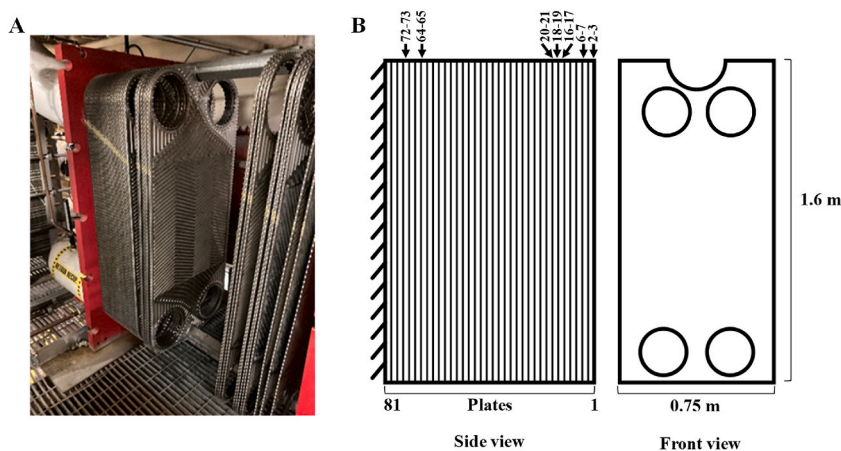 A
B
72-73
64-65
20-21
18-19
16-17
6-7
2-3
1.6 m
81
Plates
1
0.75 m
Side view
Front view